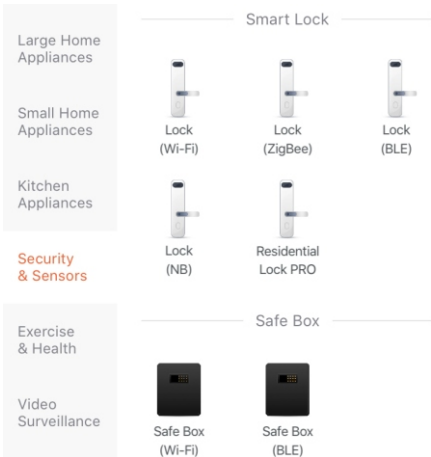 Large Home
Appliances
Small Home
Appliances
Kitchen
Appliances
Security
& Sensors
Exercise
& Health
Video
Surveillance
Smart Lock
Lock
(Wi-Fi)
Lock
(ZigBee)
Lock
(BLE)
Lock
(NB)
Residential
Lock PRO
Safe Box
Safe Box
(Wi-Fi)
Safe Box
(BLE)